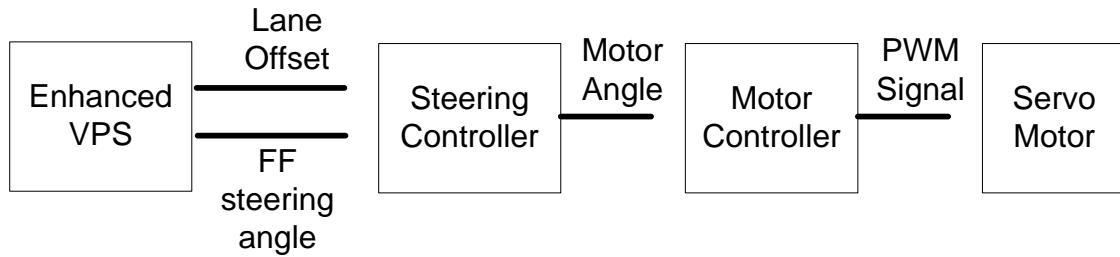 Enhanced
VPS
Lane
Offset
FF
steering
angle
Steering
Controller
Motor
Angle
Motor
Controller
PWM
Signal
Servo
Motor